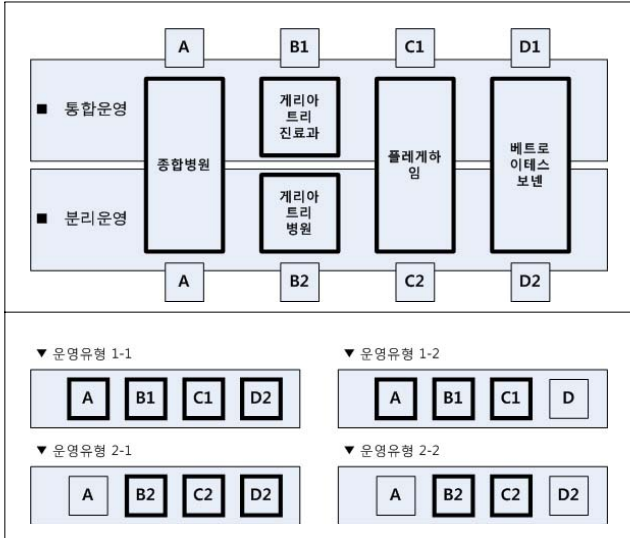 A B1 C1 D1
■ 통합운영
게리아
트리
진료과
종합병원
플레게하
임
베트로
이테스
보넨
■ 분리운영
게리아
트리
병원
A B2 C2 D2
▼ 운영유형 1-1
A B1 C1 D2
▼ 운영유형 1-2
A B1 C1 D
▼ 운영유형 2-1
A B2 C2 D2
▼ 운영유형 2-2
A B2 C2 D2